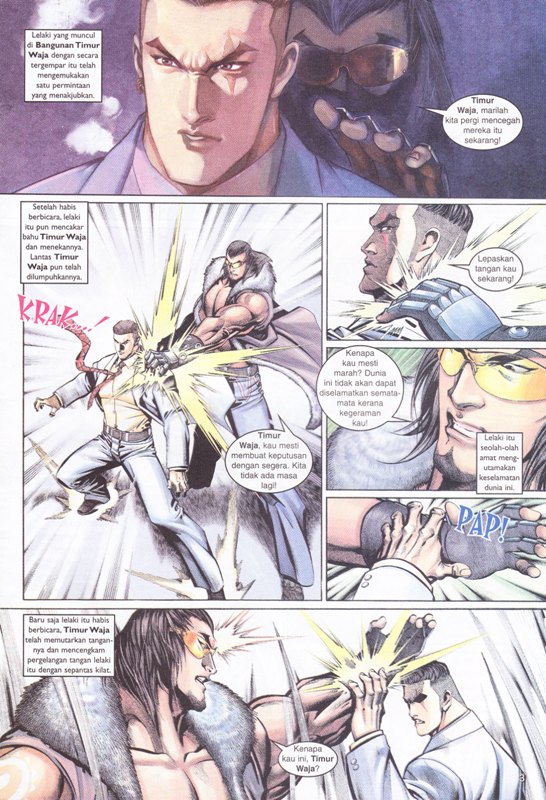 Lelaki yang muncul
di Bangunan Timur
Waja dengan secara
tergempar itu telah
mengemukakan
satu permintaan
yang menakjubkan.
Timur
Waja, marilah
kita pergi mencegah
mereka itu
sekarang!
Setelah habis
berbicara, lelaki
itu pun mencakar
bahu Timur Waja
dan menekannya.
Lantas Timur
Waja pun telah
dilumpuhkannya.
KRAK....!
Timur
Waja, kau mesti
membuat keputusan
dengan segera. Kita
tidak ada masa
lagi!
Lepaskan
tangan kau
sekarang!
Kenapa
kau mesti
marah? Dunia
ini tidak akan dapat
diselamatkan semata-
mata kerana
kegeraman
kau!
Lelaki itu
seolah-olah
amat meng-
utamakan
keselamatan
dunia ini.
PAP!
Baru saja lelaki itu habis
berbicara, Timur Waja
telah memutarkan tangan-
nya dan mencengkam
pergelangan tangan lelaki
itu dengan sepantas kilat.
Kenapa
kau ini, Timur
Waja?
3